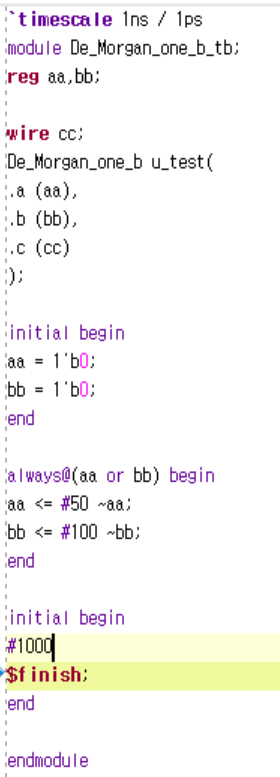 `timescale 1ns / 1ps
module De_Morgan_one_b_tb;
reg aa,bb;
wire cc;
De_Morgan_one_b u_test(
.a (aa),
.b (bb),
.c (cc)
);
initial begin
aa = 1'b0;
bb = 1'b0;
end
always@(aa or bb) begin
aa <= #50 ~aa;
bb <= #100 ~bb;
end
initial begin
#1000
$finish;
end
endmodule